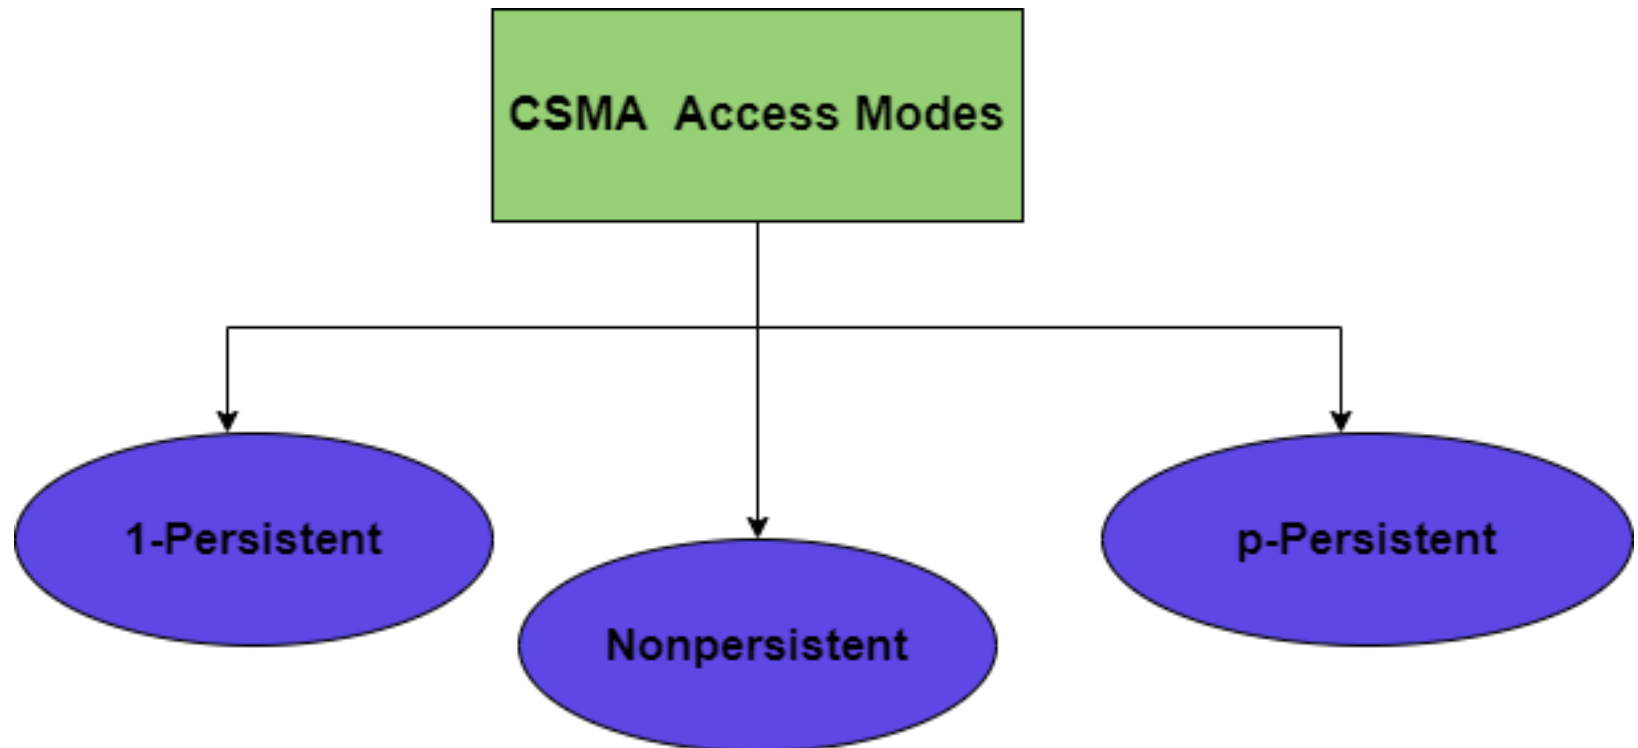 CSMA  Access Modes
1-Persistent
Nonpersistent
p-Persistent